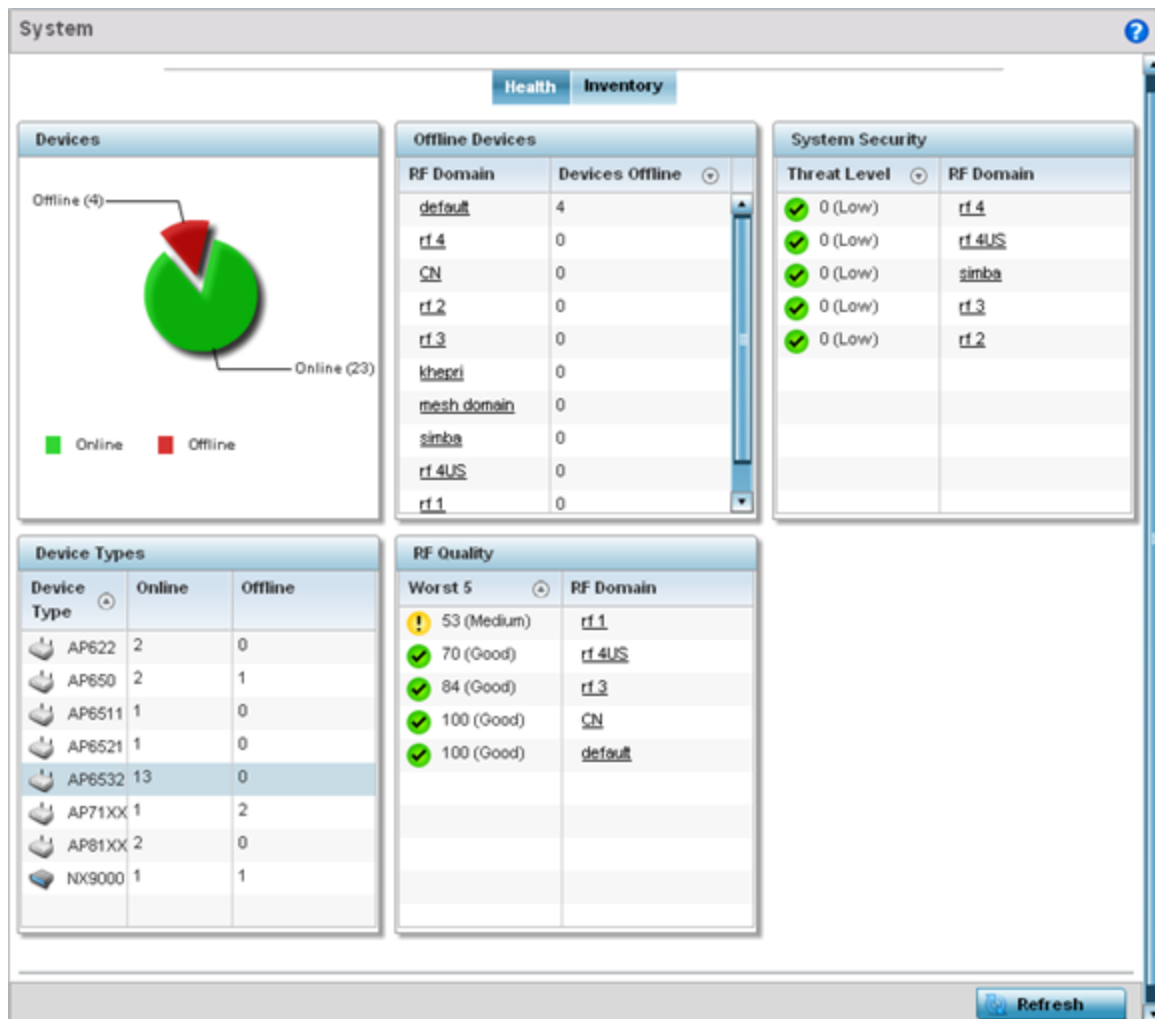 System
Health Inventory
Devices
Offline (4)
Online (23)
Online Offline
Offline Devices
RF Domain Devices Offline
default 4
rf 4 0
CN 0
rf 2 0
rf 3 0
khepri 0
mesh domain 0
simba 0
rf 4US 0
rf 1 0
System Security
Threat Level RF Domain
0 (Low) rf 4
0 (Low) rf 4US
0 (Low) simba
0 (Low) rf 3
0 (Low) rf 2
Device Types
Device Type Online Offline
AP622 2 0
AP650 2 1
AP6511 1 0
AP6521 1 0
AP6532 13 0
AP71XX 1 2
AP81XX 2 0
NX9000 1 1
RF Quality
Worst 5 RF Domain
53 (Medium) rf 1
70 (Good) rf 4US
84 (Good) rf 3
100 (Good) CN
100 (Good) default
Refresh